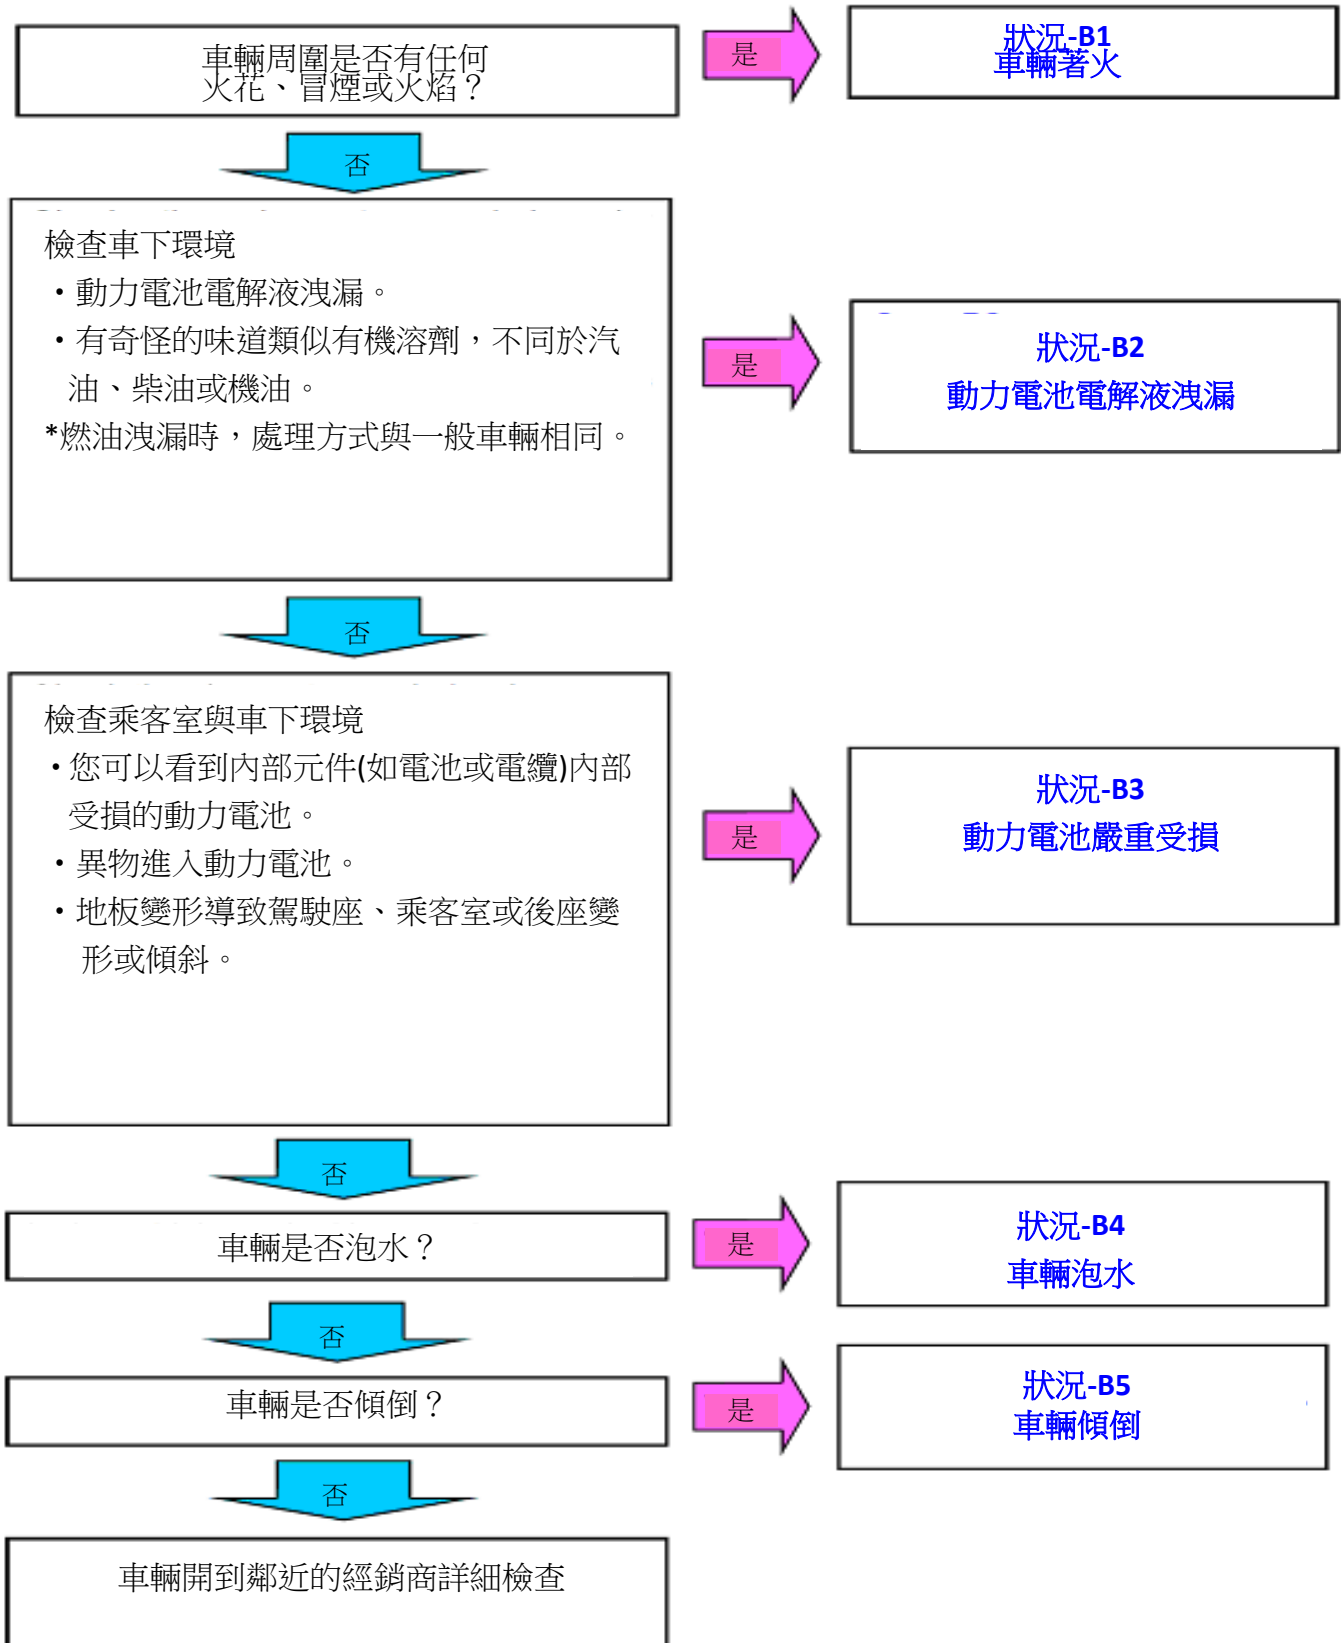 車輛周圍是否有任何
火花、冒煙或火焰？
是
狀況-B1
車輛著火
否
檢查車下環境
・動力電池電解液洩漏。
・有奇怪的味道類似有機溶劑，不同於汽
油、柴油或機油。
*燃油洩漏時，處理方式與一般車輛相同。
是
狀況-B2
動力電池電解液洩漏
否
檢查乘客室與車下環境
・您可以看到內部元件(如電池或電纜)內部
受損的動力電池。
・異物進入動力電池。
・地板變形導致駕駛座、乘客室或後座變
形或傾斜。
是
狀況-B3
動力電池嚴重受損
否
車輛是否泡水？
是
狀況-B4
車輛泡水
否
車輛是否傾倒？
是
狀況-B5
車輛傾倒
否
車輛開到鄰近的經銷商詳細檢查